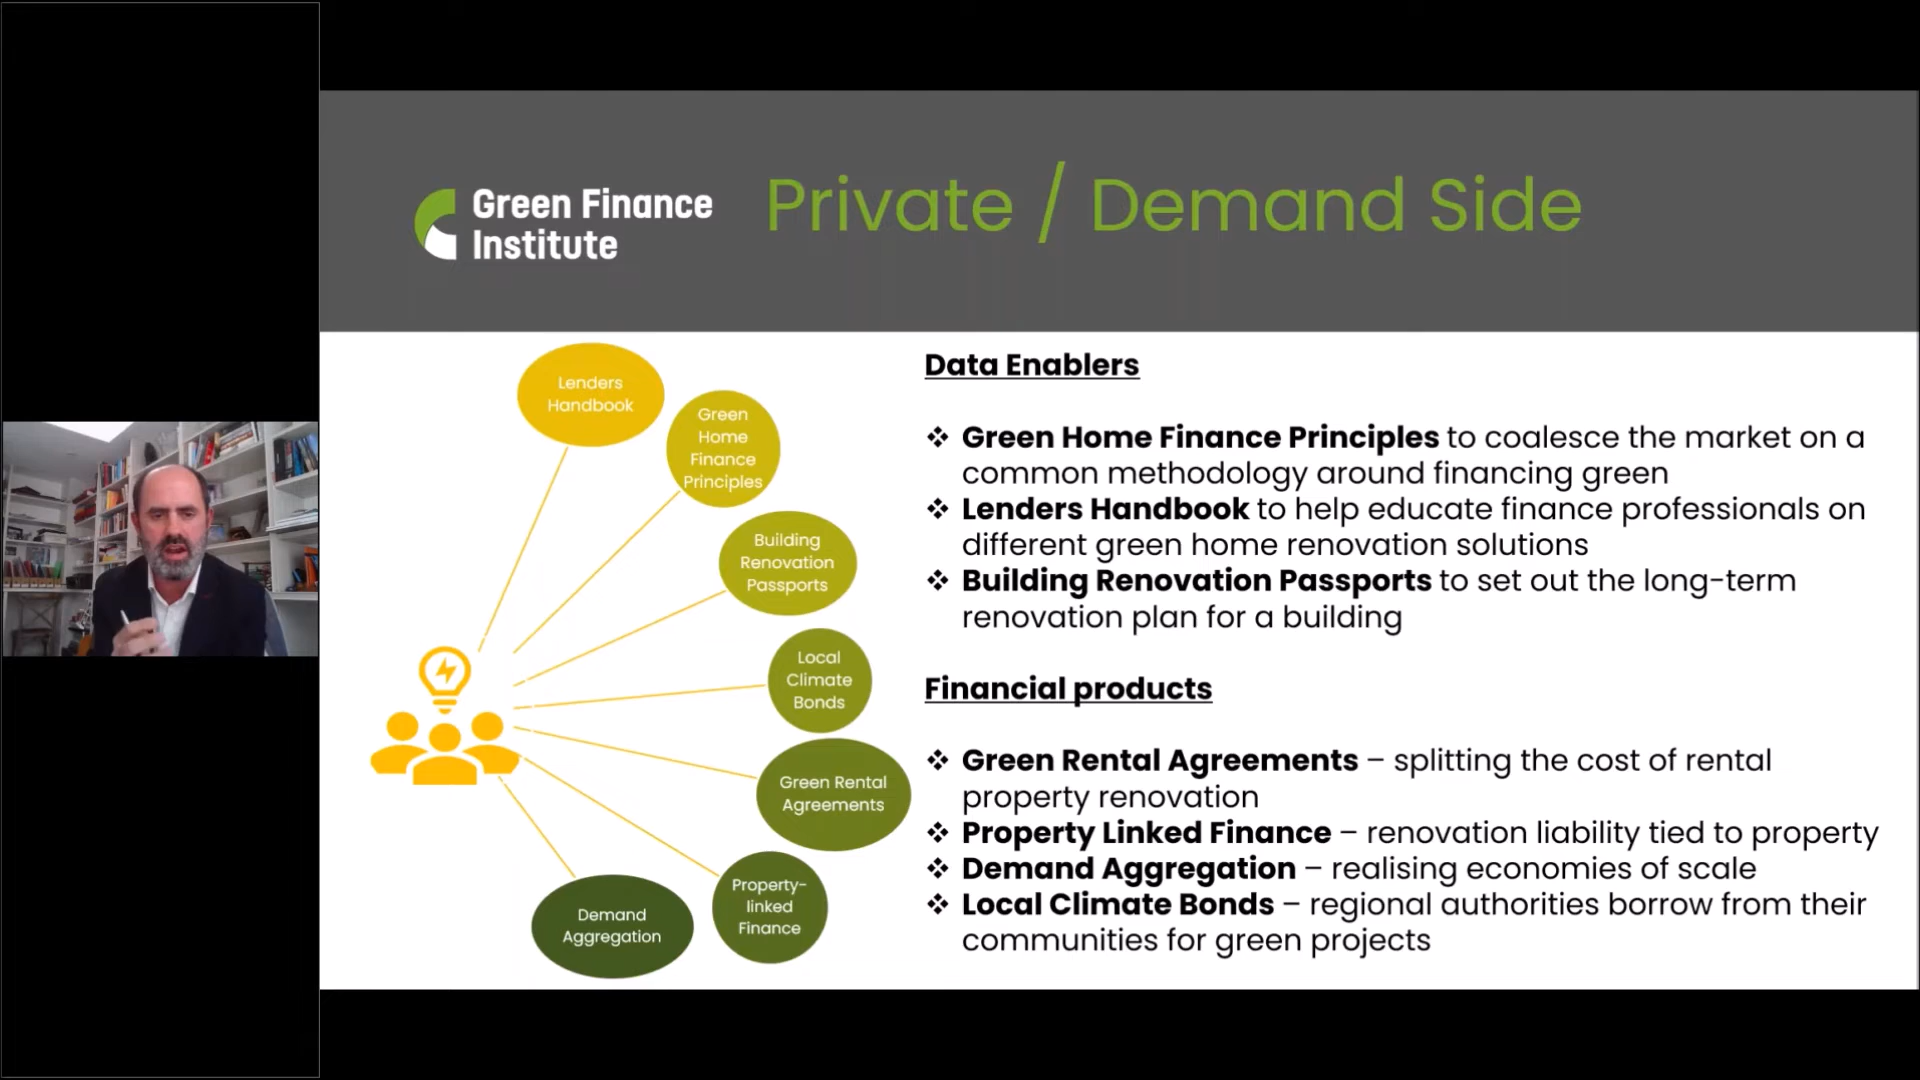 Green Finance
Institute
Private / Demand Side
Lenders
Handbook
Green
Home
Finance
Principles
Building
Renovation
Passports
Local
Climate
Bonds
Green Rental
Agreements
Property-
linked
Finance
Demand
Aggregation
Data Enablers
❖ Green Home Finance Principles to coalesce the market on a
common methodology around financing green
❖ Lenders Handbook to help educate finance professionals on
different green home renovation solutions
❖ Building Renovation Passports to set out the long-term
renovation plan for a building
Financial products
❖ Green Rental Agreements – splitting the cost of rental
property renovation
❖ Property Linked Finance – renovation liability tied to property
❖ Demand Aggregation – realising economies of scale
❖ Local Climate Bonds – regional authorities borrow from their
communities for green projects